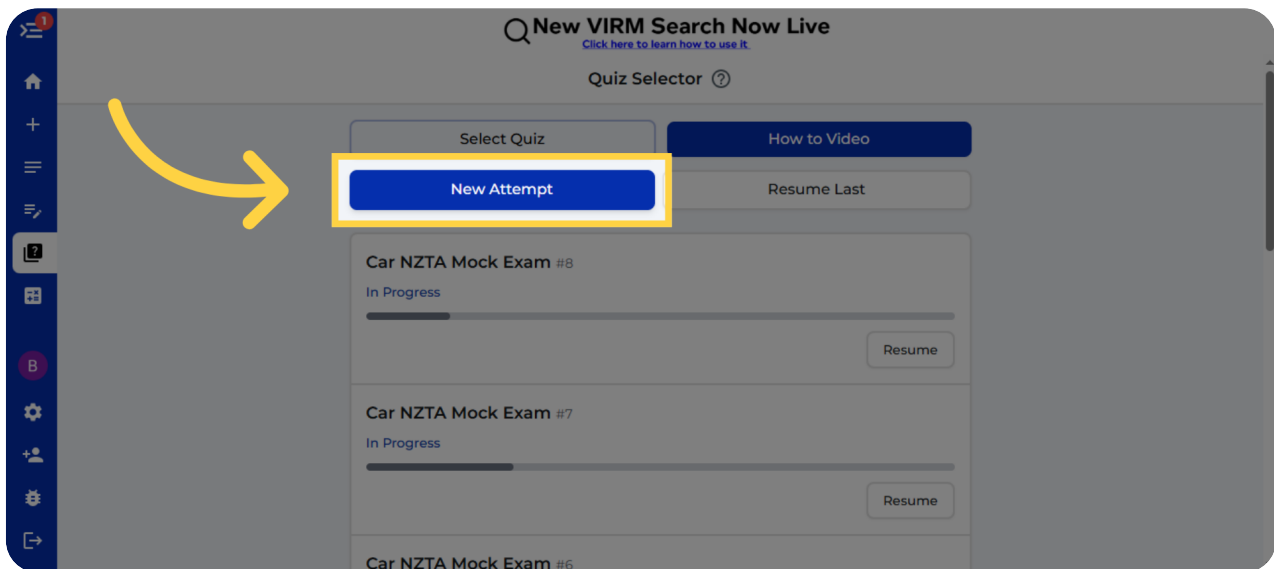 1
New VIRM Search Now Live
Click here to learn how to use it
Quiz Selector ?
Select Quiz
How to Video
New Attempt
Resume Last
Car NZTA Mock Exam #8
In Progress
Resume
Car NZTA Mock Exam #7
In Progress
Resume
Car NZTA Mock Exam #6
B